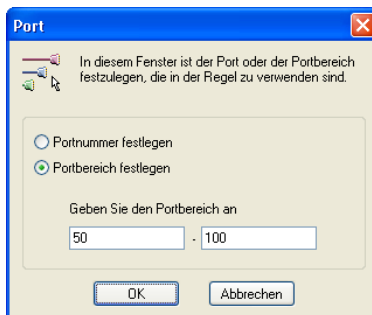 Port
In diesem Fenster ist der Port oder der Portbereich
festzulegen, die in der Regel zu verwenden sind.
Portnummer festlegen
Portbereich festlegen
Geben Sie den Portbereich an
50 - 100
OK Abbrechen